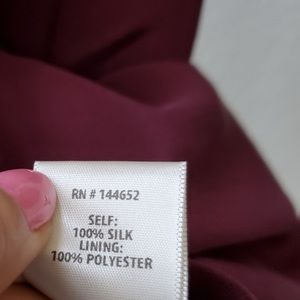 RN # 144652
SELF:
100% SILK
LINING:
100% POLYESTER